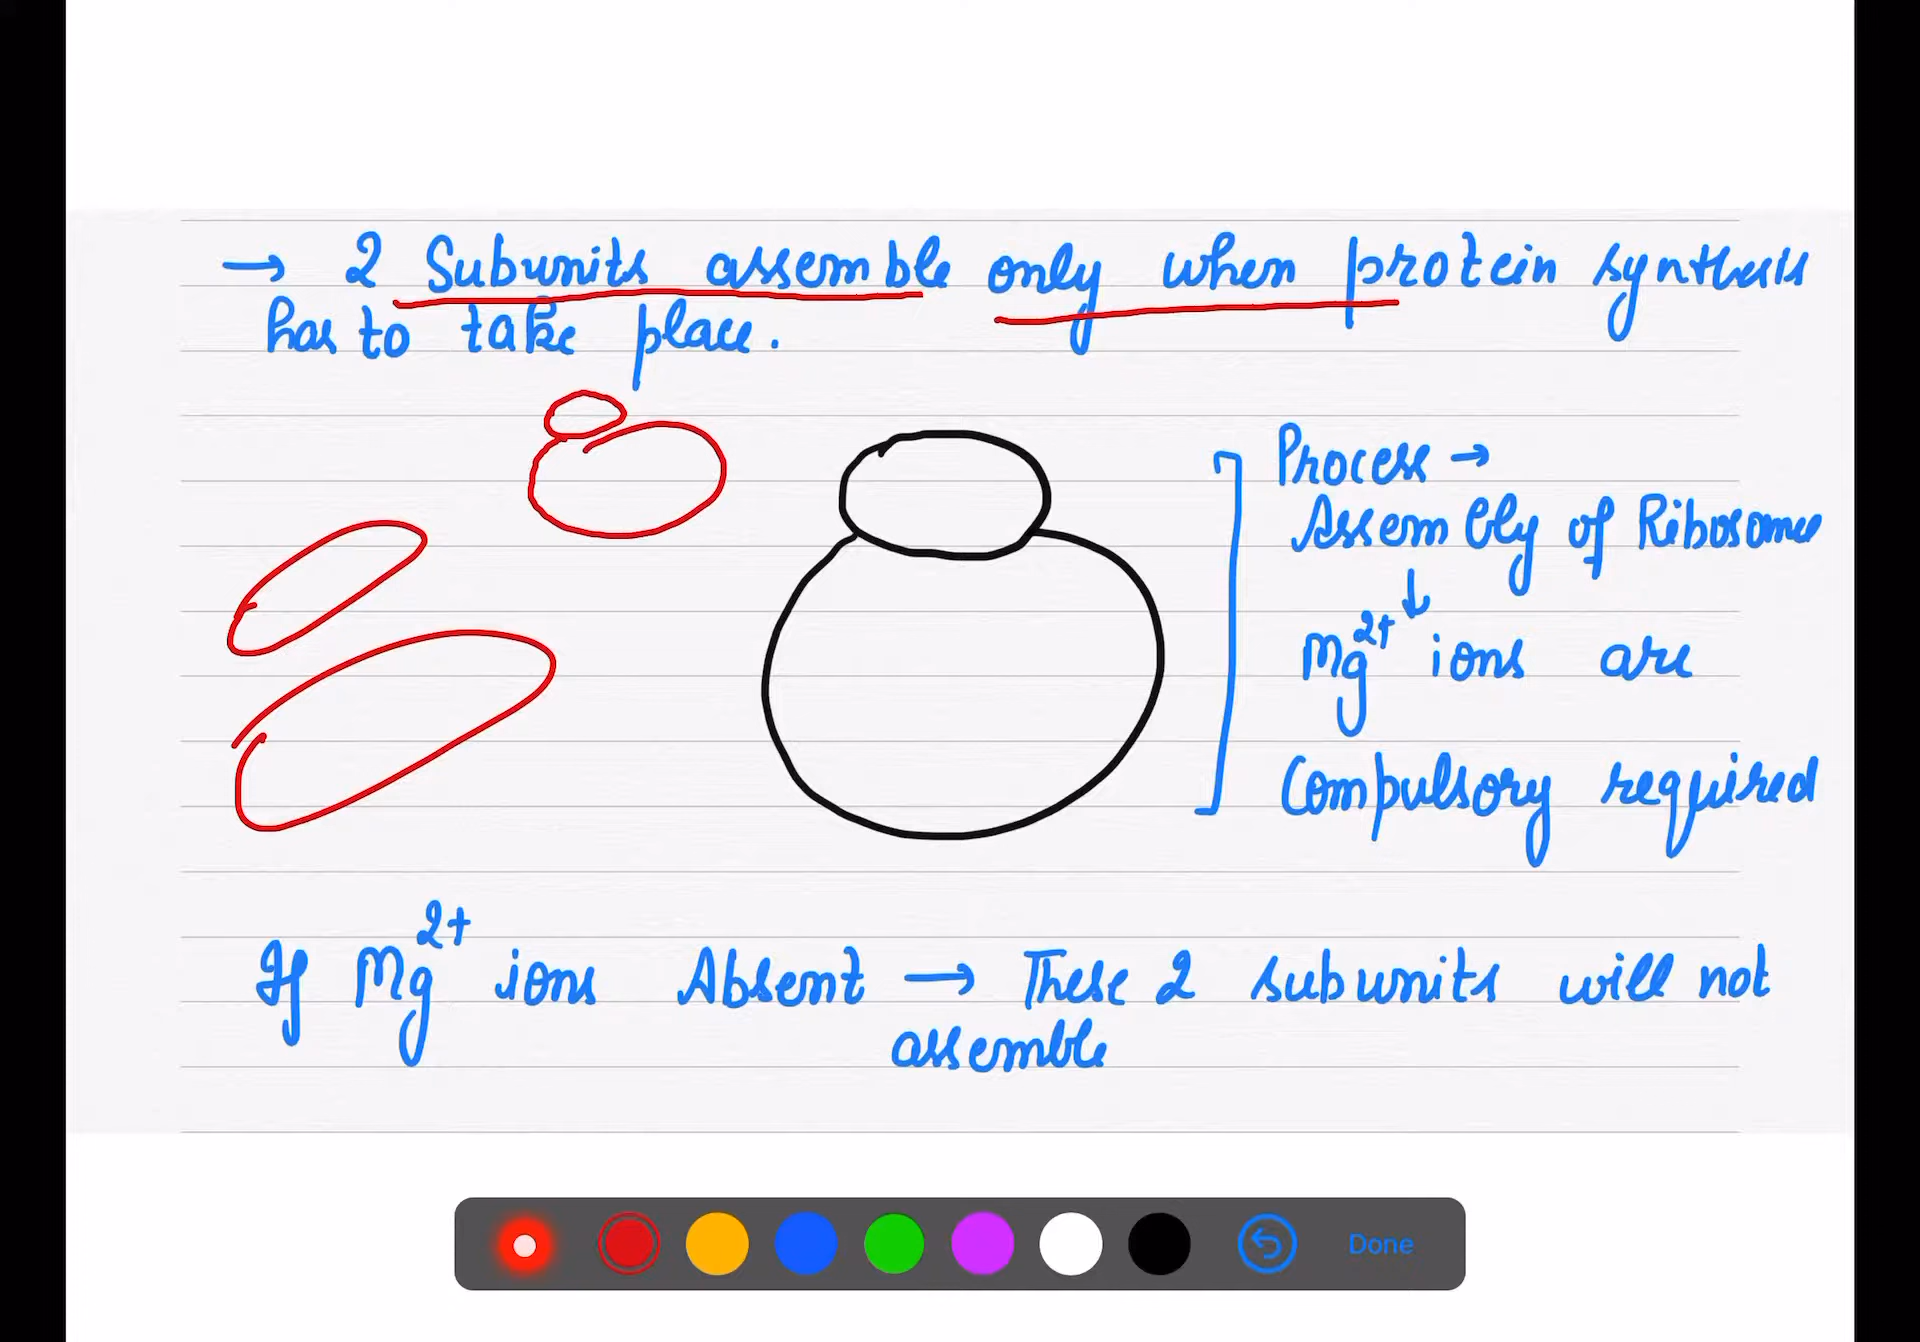 → 2 Subunits assemble only when protein synthesis
has to take place.
Process →
Assembly of Ribosome
↓
Mg²⁺ ions are
Compulsory required
If Mg²⁺ ions Absent → These 2 subunits will not
assemble
Done